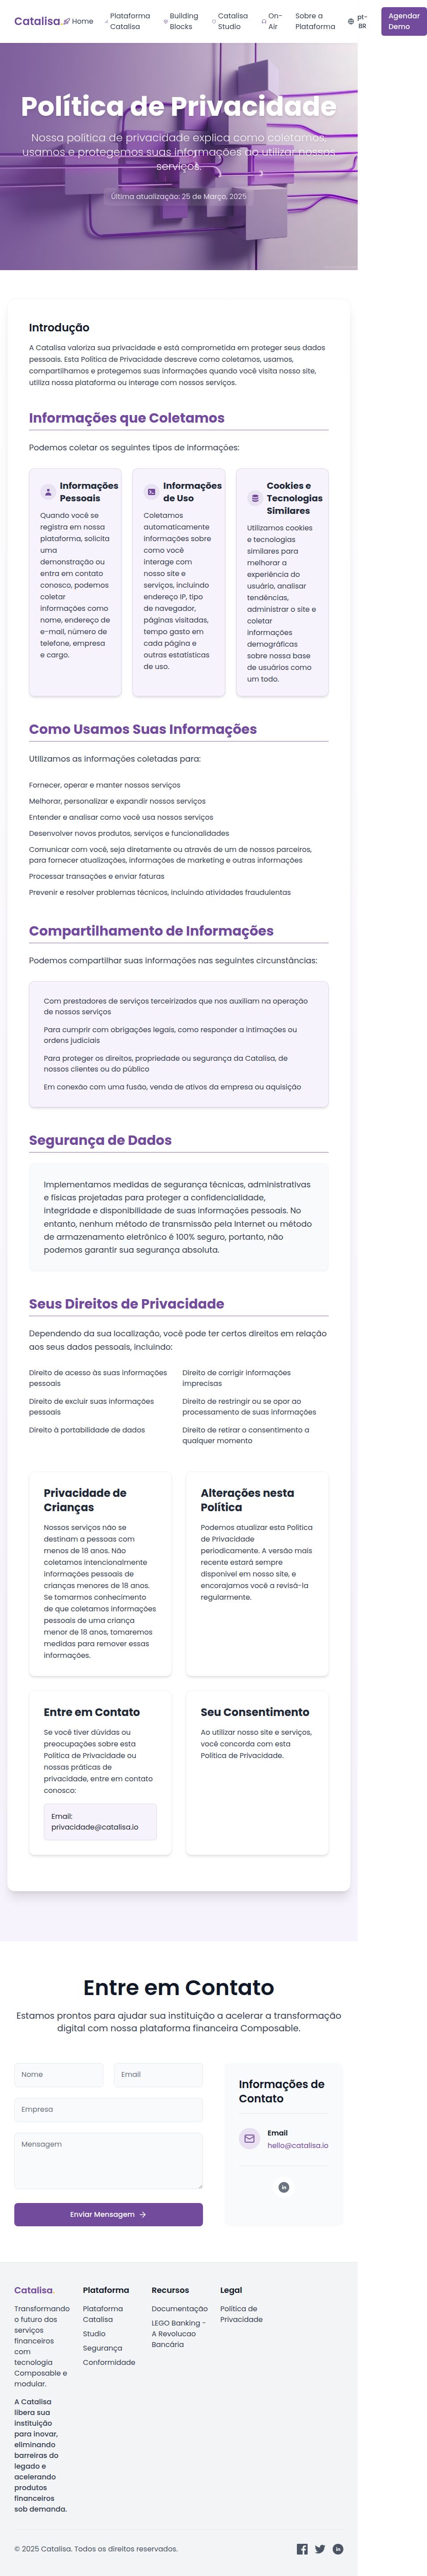 Catalisa.
Home
Plataforma
Catalisa
Building
Blocks
Catalisa
Studio
On-
Air
Sobre a
Plataforma
pt-
BR
Agendar
Demo
Política de Privacidade
Nossa política de privacidade explica como coletamos,
usamos e protegemos suas informações ao utilizar nossos
serviços.
Última atualização: 25 de Março, 2025
Introdução
A Catalisa valoriza sua privacidade e está comprometida em proteger seus dados
pessoais. Esta Política de Privacidade descreve como coletamos, usamos,
compartilhamos e protegemos suas informações quando você visita nosso site,
utiliza nossa plataforma ou interage com nossos serviços.
Informações que Coletamos
Podemos coletar os seguintes tipos de informações:
Informações
Pessoais
Quando você se
registra em nossa
plataforma, solicita
uma
demonstração ou
entra em contato
conosco, podemos
coletar
informações como
nome, endereço de
e-mail, número de
telefone, empresa
e cargo.
Informações
de Uso
Coletamos
automaticamente
informações sobre
como você
interage com
nosso site e
serviços, incluindo
endereço IP, tipo
de navegador,
páginas visitadas,
tempo gasto em
cada página e
outras estatísticas
de uso.
Cookies e
Tecnologias
Similares
Utilizamos cookies
e tecnologias
similares para
melhorar a
experiência do
usuário, analisar
tendências,
administrar o site e
coletar
informações
demográficas
sobre nossa base
de usuários como
um todo.
Como Usamos Suas Informações
Utilizamos as informações coletadas para:
Fornecer, operar e manter nossos serviços
Melhorar, personalizar e expandir nossos serviços
Entender e analisar como você usa nossos serviços
Desenvolver novos produtos, serviços e funcionalidades
Comunicar com você, seja diretamente ou através de um de nossos parceiros,
para fornecer atualizações, informações de marketing e outras informações
Processar transações e enviar faturas
Prevenir e resolver problemas técnicos, incluindo atividades fraudulentas
Compartilhamento de Informações
Podemos compartilhar suas informações nas seguintes circunstâncias:
Com prestadores de serviços terceirizados que nos auxiliam na operação
de nossos serviços
Para cumprir com obrigações legais, como responder a intimações ou
ordens judiciais
Para proteger os direitos, propriedade ou segurança da Catalisa, de
nossos clientes ou do público
Em conexão com uma fusão, venda de ativos da empresa ou aquisição
Segurança de Dados
Implementamos medidas de segurança técnicas, administrativas
e físicas projetadas para proteger a confidencialidade,
integridade e disponibilidade de suas informações pessoais. No
entanto, nenhum método de transmissão pela Internet ou método
de armazenamento eletrônico é 100% seguro, portanto, não
podemos garantir sua segurança absoluta.
Seus Direitos de Privacidade
Dependendo da sua localização, você pode ter certos direitos em relação
aos seus dados pessoais, incluindo:
Direito de acesso às suas informações
pessoais
Direito de corrigir informações
imprecisas
Direito de excluir suas informações
pessoais
Direito de restringir ou se opor ao
processamento de suas informações
Direito à portabilidade de dados
Direito de retirar o consentimento a
qualquer momento
Privacidade de
Crianças
Nossos serviços não se
destinam a pessoas com
menos de 18 anos. Não
coletamos intencionalmente
informações pessoais de
crianças menores de 18 anos.
Se tomarmos conhecimento
de que coletamos informações
pessoais de uma criança
menor de 18 anos, tomaremos
medidas para remover essas
informações.
Alterações nesta
Política
Podemos atualizar esta Política
de Privacidade
periodicamente. A versão mais
recente estará sempre
disponível em nosso site, e
encorajamos você a revisá-la
regularmente.
Entre em Contato
Se você tiver dúvidas ou
preocupações sobre esta
Política de Privacidade ou
nossas práticas de
privacidade, entre em contato
conosco:
Email:
privacidade@catalisa.io
Seu Consentimento
Ao utilizar nosso site e serviços,
você concorda com esta
Política de Privacidade.
Entre em Contato
Estamos prontos para ajudar sua instituição a acelerar a transformação
digital com nossa plataforma financeira Composable.
Nome
Email
Empresa
Mensagem
Enviar Mensagem
Informações de
Contato
Email
hello@catalisa.io
Catalisa.
Transformando
o futuro dos
serviços
financeiros
com
tecnologia
Composable e
modular.
A Catalisa
libera sua
instituição
para inovar,
eliminando
barreiras do
legado e
acelerando
produtos
financeiros
sob demanda.
Plataforma
Plataforma
Catalisa
Studio
Segurança
Conformidade
Recursos
Documentação
LEGO Banking -
A Revolucao
Bancária
Legal
Política de
Privacidade
© 2025 Catalisa. Todos os direitos reservados.